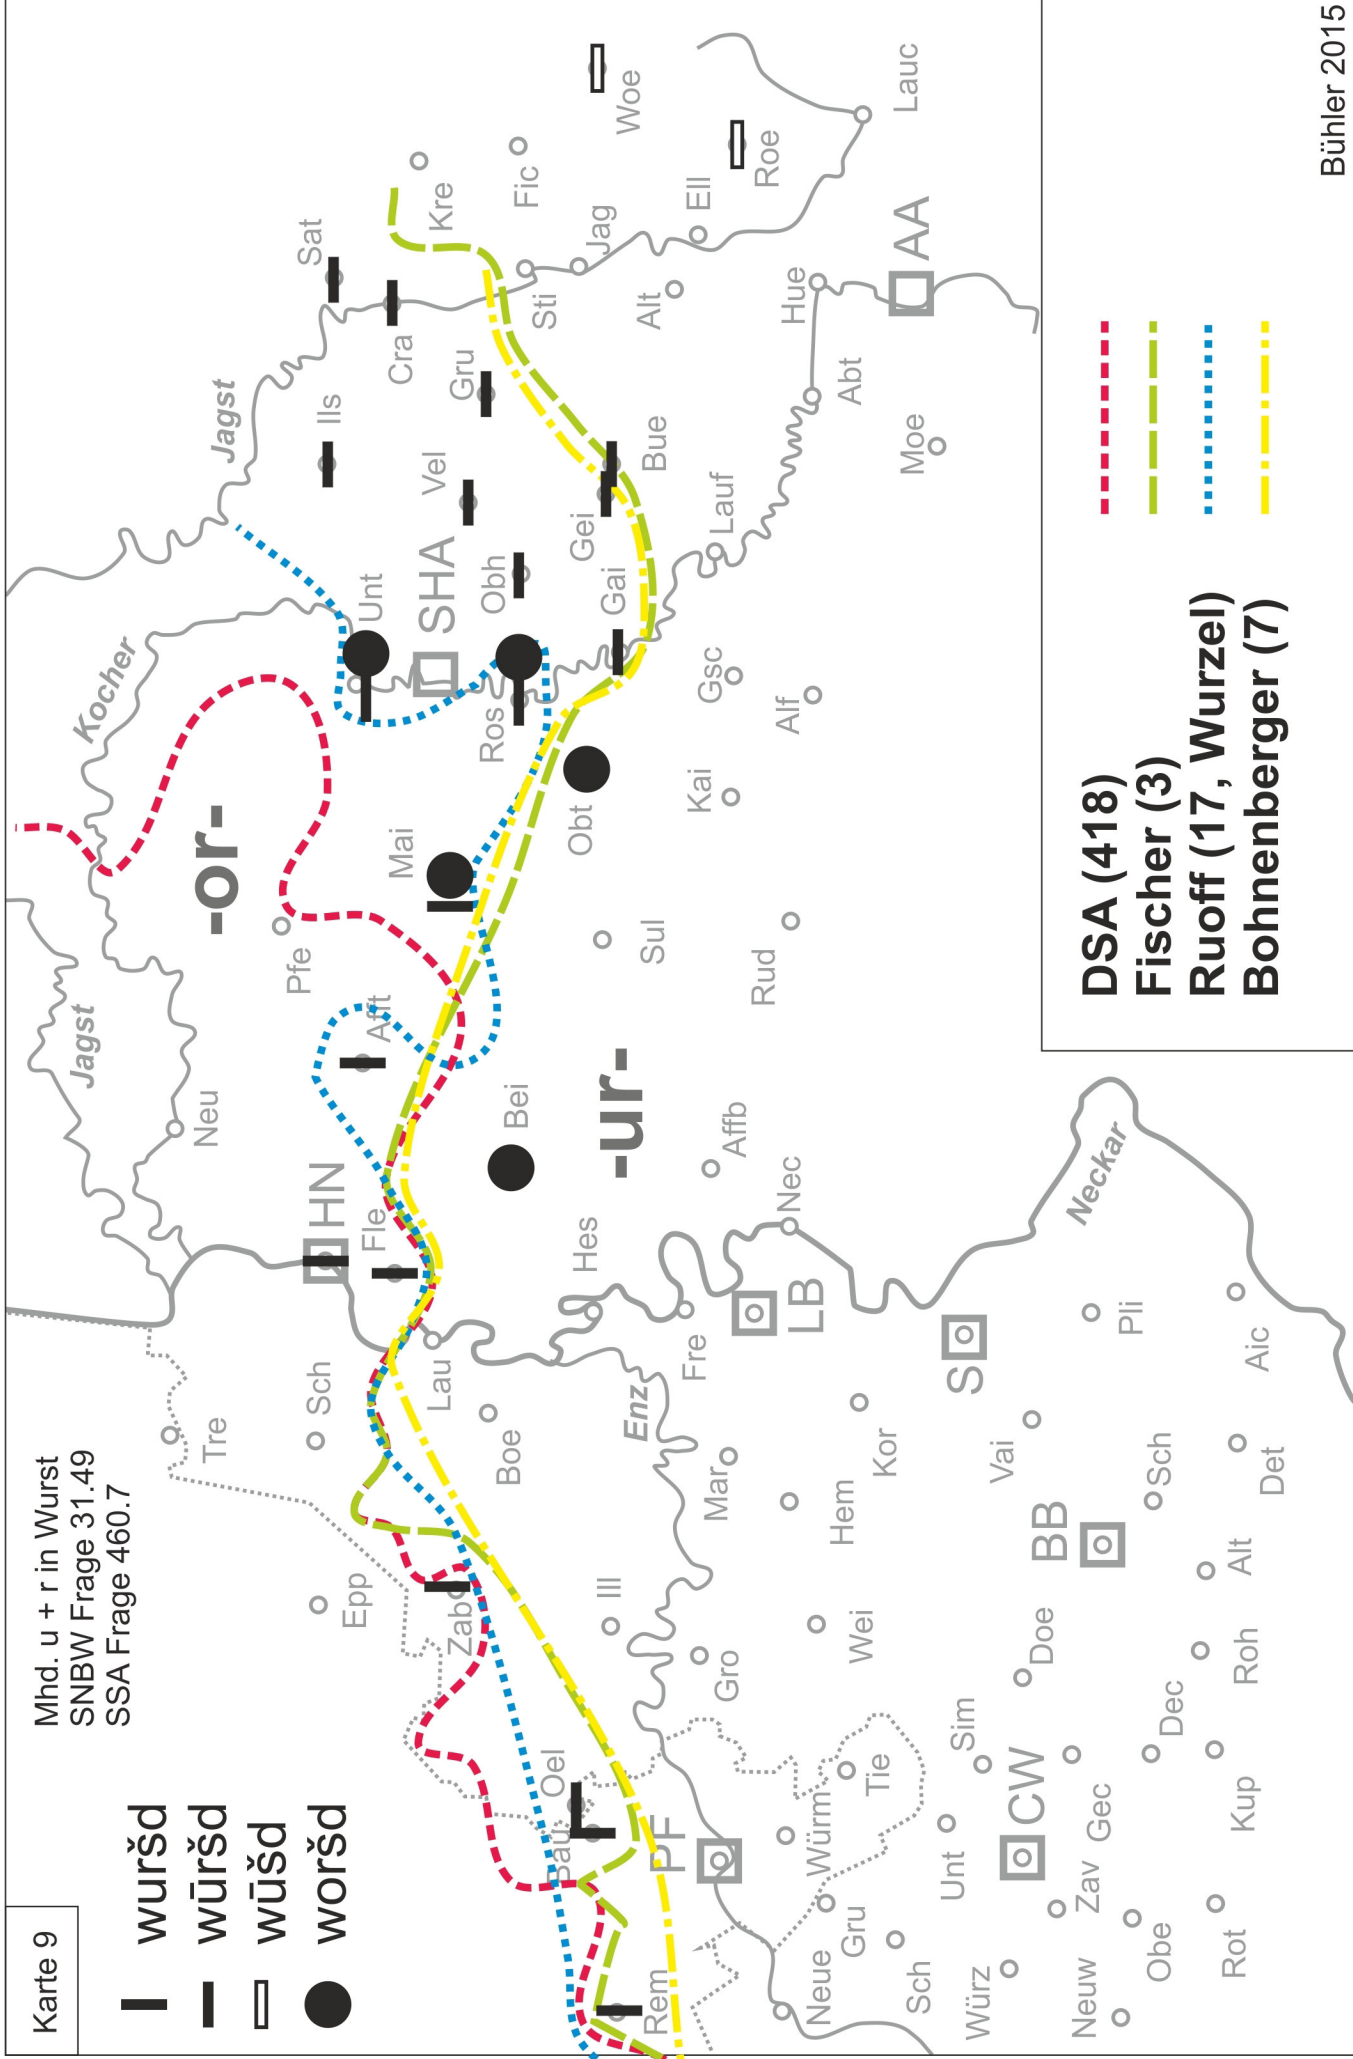 Karte 9
Mhd. u + r in Wurst
SNBW Frage 31.49
SSA Frage 460.7
wuršd
wūršd
wūšd
woršd
Jagst
Kocher
Jagst
-or-
-ur-
Neckar
Enz
Tre
Sch
HN
Neu
Pfe
Epp
Fle
Afft
Mai
Unt
SHA
Ils
Sat
Cra
Kre
Vel
Gru
Zab
Lau
Boe
Bei
Ros
Obh
Sti
Fic
Woe
Oel
Bau
Ill
Hes
Sul
Obt
Gai
Gei
Bue
Jag
Alt
Ell
Roe
Rem
PF
Gro
Mar
Fre
Affb
Rud
Kai
Gsc
Lauf
Hue
Lauc
LB
Nec
Alf
Abt
Moe
AA
Neue
Gru
Würm
Tie
Wei
Hem
Kor
Sch
Unt
Sim
S
Würz
CW
Doe
Vai
Neuw
Zav
Gec
BB
Pli
Obe
Dec
Sch
Rot
Kup
Roh
Alt
Det
Aic
DSA (418)
Fischer (3)
Ruoff (17, Wurzel)
Bohnenberger (7)
Bühler 2015